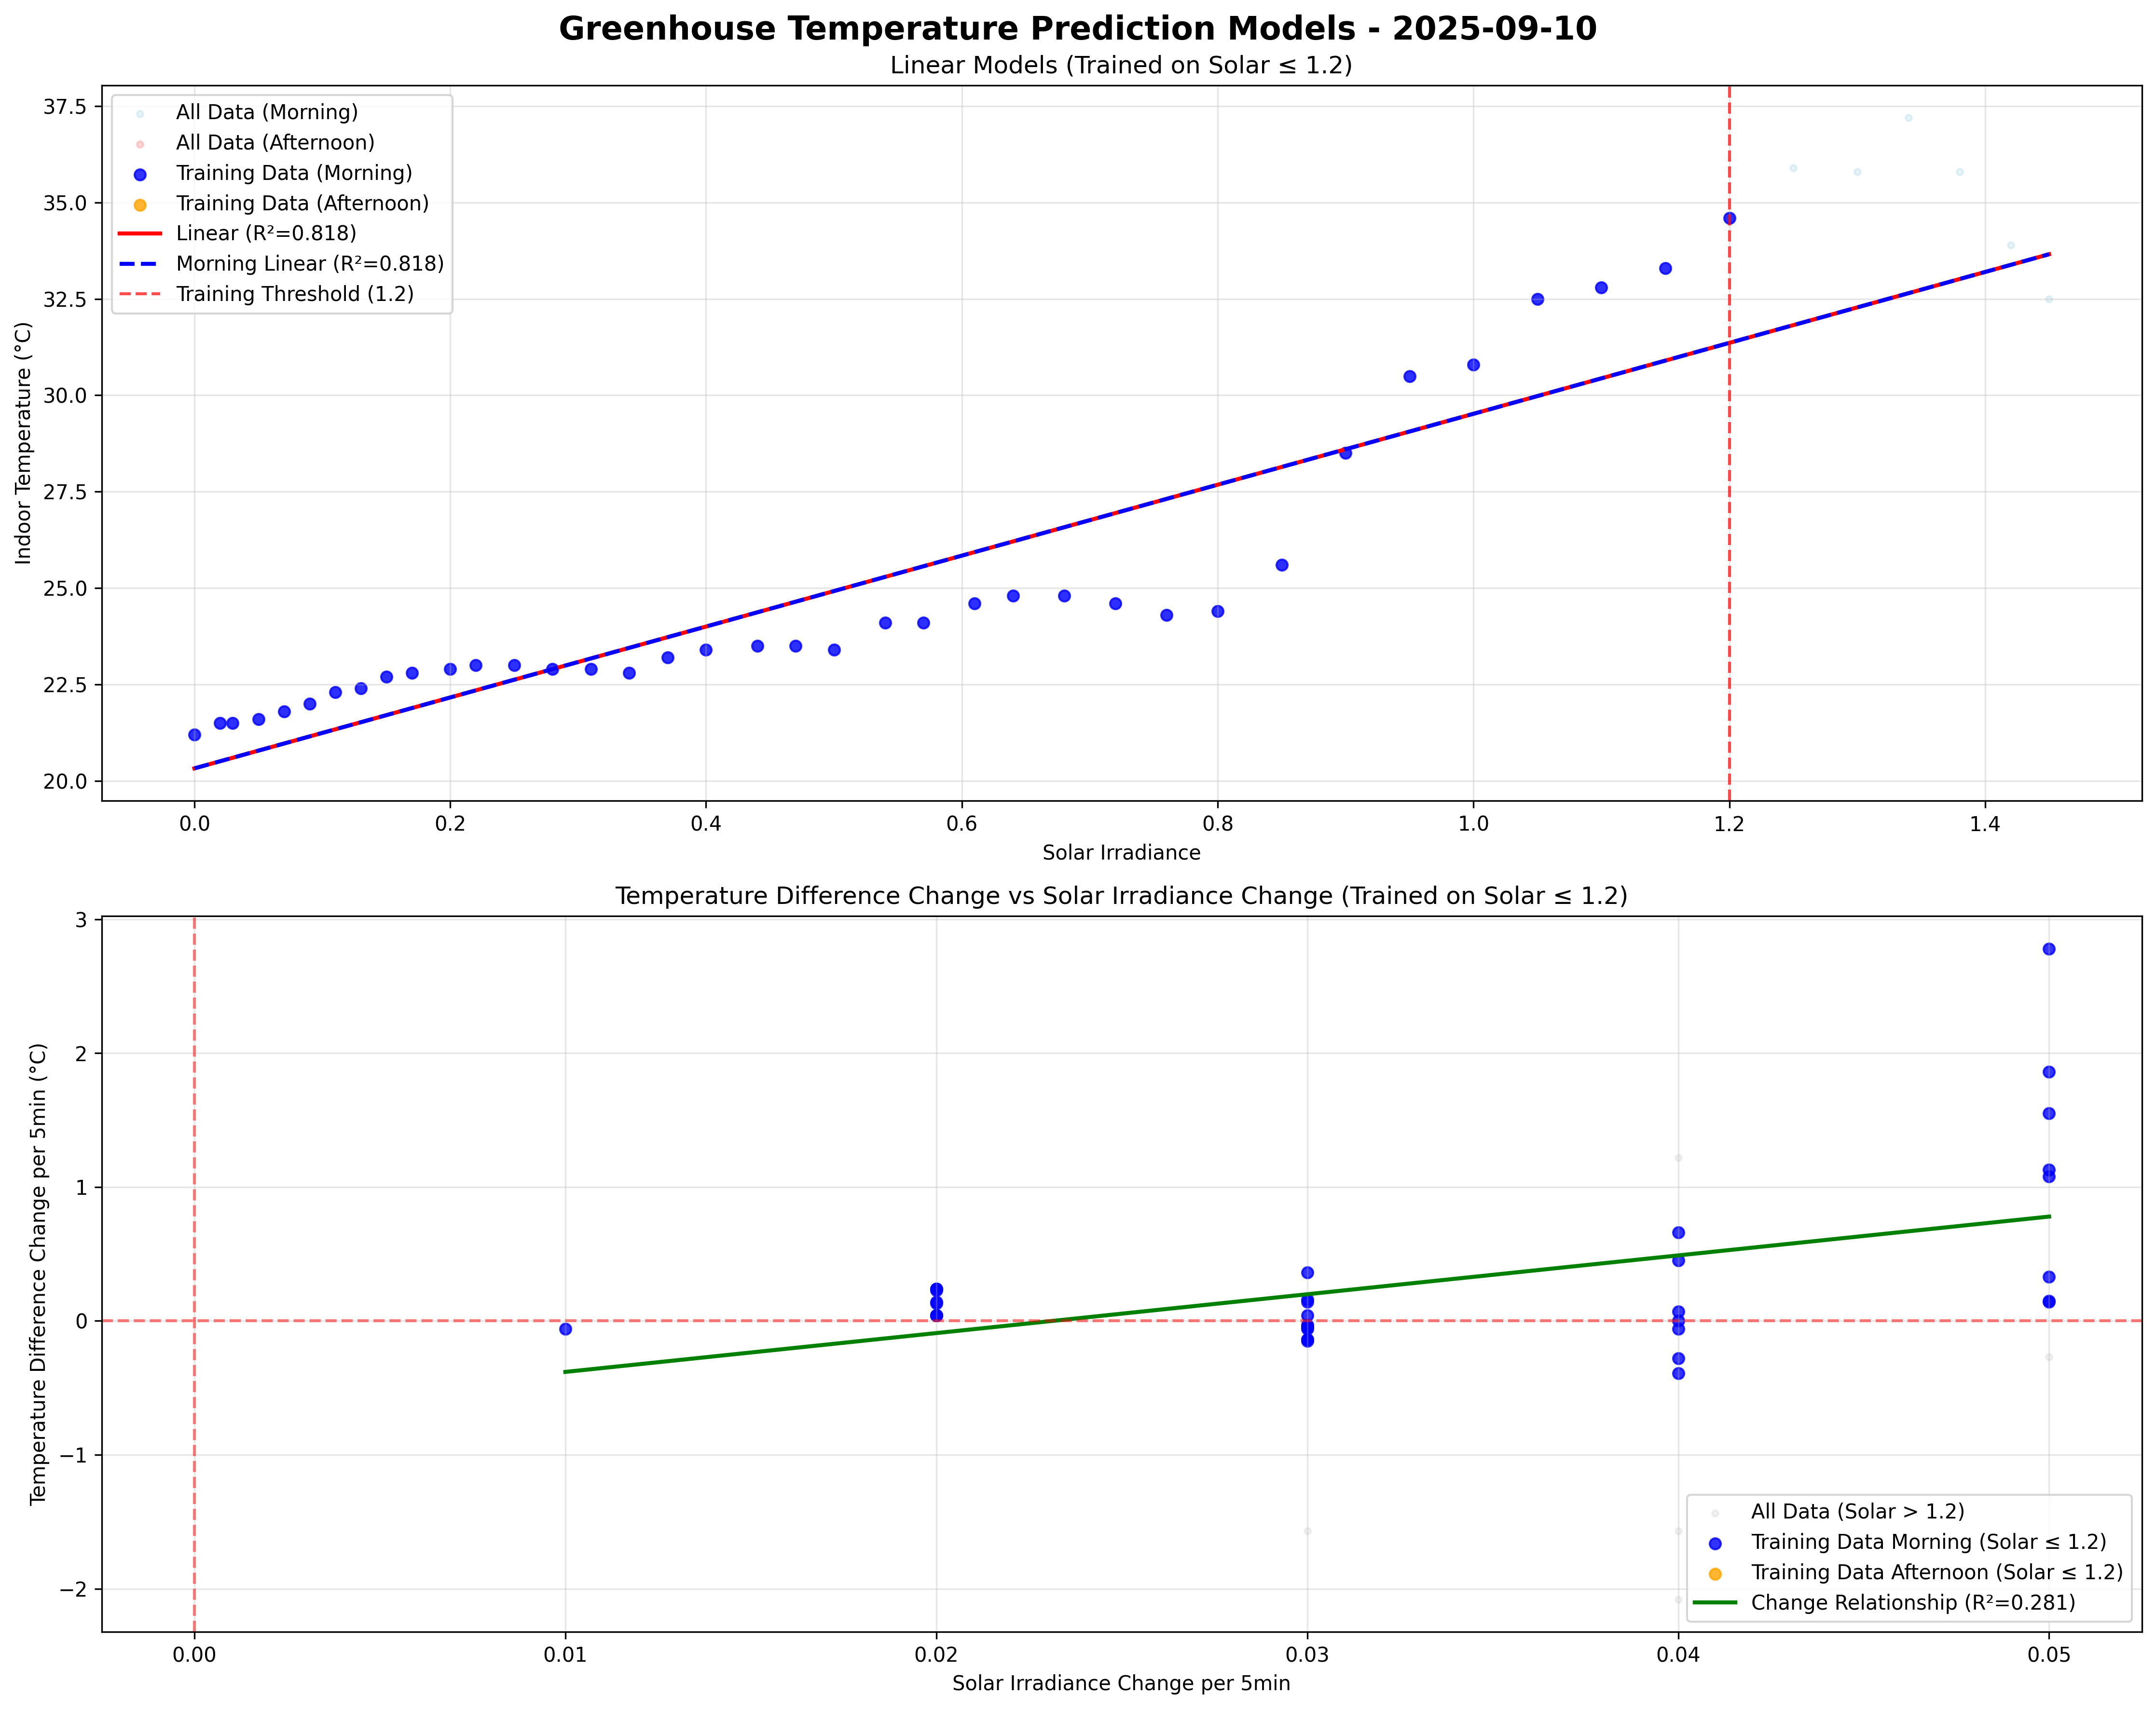 Greenhouse Temperature Prediction Models - 2025-09-10
Linear Models (Trained on Solar ≤ 1.2)
All Data (Morning)
All Data (Afternoon)
Training Data (Morning)
Training Data (Afternoon)
Linear (R²=0.818)
Morning Linear (R²=0.818)
Training Threshold (1.2)
Indoor Temperature (°C)
37.5
35.0
32.5
30.0
27.5
25.0
22.5
20.0
0.0 0.2 0.4 0.6 0.8 1.0 1.2 1.4
Solar Irradiance
Temperature Difference Change vs Solar Irradiance Change (Trained on Solar ≤ 1.2)
Temperature Difference Change per 5min (°C)
3
2
1
0
−1
−2
All Data (Solar > 1.2)
Training Data Morning (Solar ≤ 1.2)
Training Data Afternoon (Solar ≤ 1.2)
Change Relationship (R²=0.281)
0.00 0.01 0.02 0.03 0.04 0.05
Solar Irradiance Change per 5min